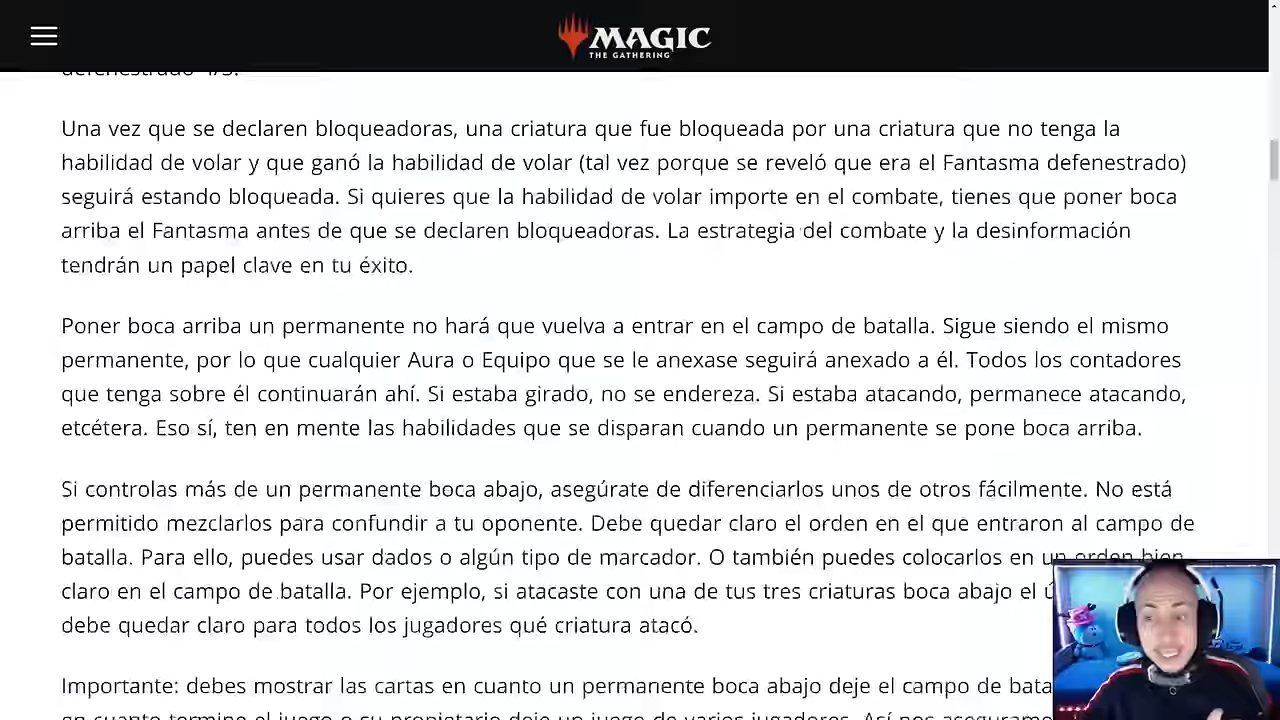 MAGIC
THE GATHERING
Una vez que se declaren bloqueadoras, una criatura que fue bloqueada por una criatura que no tenga la
habilidad de volar y que ganó la habilidad de volar (tal vez porque se reveló que era el Fantasma defenestrado)
seguirá estando bloqueada. Si quieres que la habilidad de volar importe en el combate, tienes que poner boca
arriba el Fantasma antes de que se declaren bloqueadoras. La estrategia del combate y la desinformación
tendrán un papel clave en tu éxito.
Poner boca arriba un permanente no hará que vuelva a entrar en el campo de batalla. Sigue siendo el mismo
permanente, por lo que cualquier Aura o Equipo que se le anexase seguirá anexado a él. Todos los contadores
que tenga sobre él continuarán ahí. Si estaba girado, no se endereza. Si estaba atacando, permanece atacando,
etcétera. Eso sí, ten en mente las habilidades que se disparan cuando un permanente se pone boca arriba.
Si controlas más de un permanente boca abajo, asegúrate de diferenciarlos unos de otros fácilmente. No está
permitido mezclarlos para confundir a tu oponente. Debe quedar claro el orden en el que entraron al campo de
batalla. Para ello, puedes usar dados o algún tipo de marcador. O también puedes colocarlos en un orden bien
claro en el campo de batalla. Por ejemplo, si atacaste con una de tus tres criaturas boca abajo el
debe quedar claro para todos los jugadores qué criatura atacó.
Importante: debes mostrar las cartas en cuanto un permanente boca abajo deje el campo de